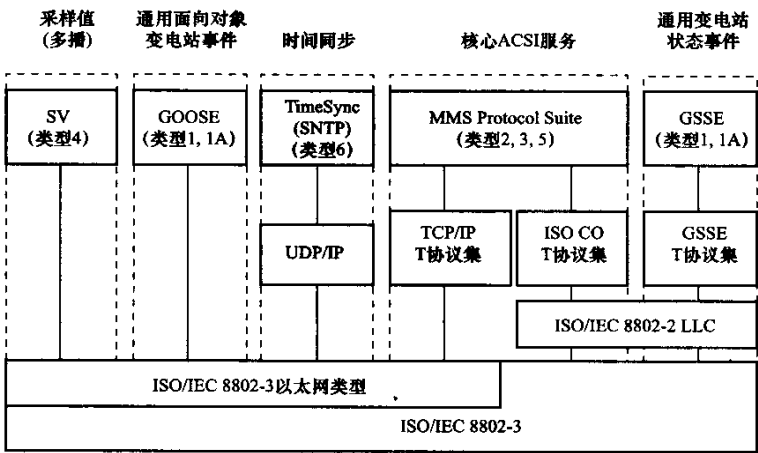 采样值
(多播)
通用面向对象
变电站事件
时间同步
核心ACSI服务
通用变电站
状态事件
SV
(类型4)
GOOSE
(类型1, 1A)
TimeSync
(SNTP)
(类型6)
MMS Protocol Suite
(类型2, 3, 5)
GSSE
(类型1, 1A)
UDP/IP
TCP/IP
T协议集
ISO CO
T协议集
GSSE
T协议集
ISO/IEC 8802-2 LLC
ISO/IEC 8802-3以太网类型
ISO/IEC 8802-3